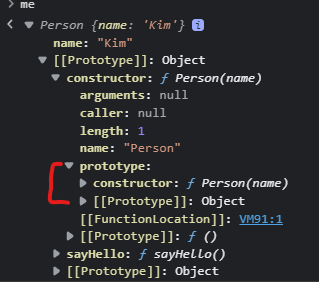 me
Person {name: 'Kim'} i
name: "Kim"
[[Prototype]]: Object
constructor: ƒ Person(name)
arguments: null
caller: null
length: 1
name: "Person"
prototype:
constructor: ƒ Person(name)
[[Prototype]]: Object
[[FunctionLocation]]: VM91:1
[[Prototype]]: ƒ ()
sayHello: ƒ sayHello()
[[Prototype]]: Object